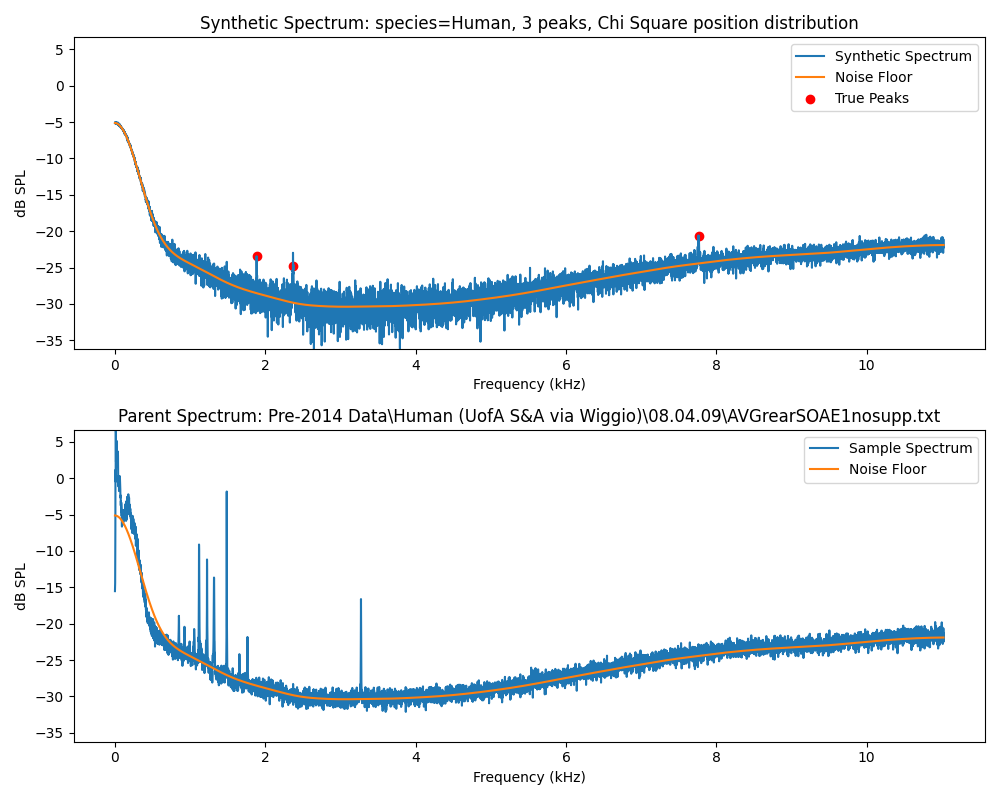 Synthetic Spectrum: species=Human, 3 peaks, Chi Square position distribution
5
0
−5
−10
−15
−20
−25
−30
−35
dB SPL
Synthetic Spectrum
Noise Floor
True Peaks
0 2 4 6 8 10
Frequency (kHz)
Parent Spectrum: Pre-2014 Data\Human (UofA S&A via Wiggio)\08.04.09\AVGrearSOAE1nosupp.txt
5
0
−5
−10
−15
−20
−25
−30
−35
dB SPL
Sample Spectrum
Noise Floor
0 2 4 6 8 10
Frequency (kHz)